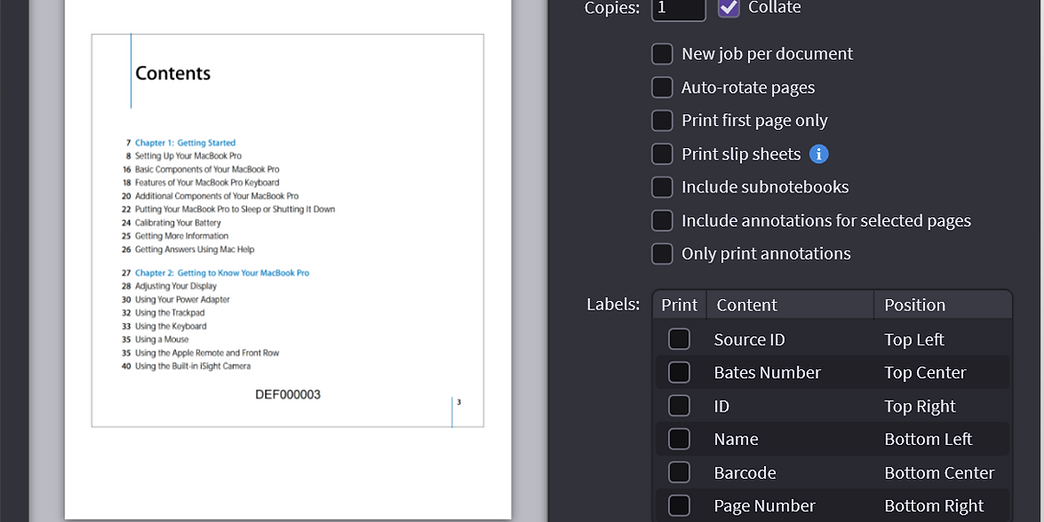 Contents
7 Chapter 1: Getting Started
8 Setting Up Your MacBook Pro
16 Basic Components of Your MacBook Pro
18 Features of Your MacBook Pro Keyboard
20 Additional Components of Your MacBook Pro
22 Putting Your MacBook Pro to Sleep or Shutting It Down
24 Calibrating Your Battery
25 Getting More Information
26 Getting Answers Using Mac Help
27 Chapter 2: Getting to Know Your MacBook Pro
28 Adjusting Your Display
30 Using Your Power Adapter
32 Using the Trackpad
33 Using the Keyboard
35 Using a Mouse
35 Using the Apple Remote and Front Row
40 Using the Built-in iSight Camera
DEF000003
3
Copies: 1 Collate
New job per document
Auto-rotate pages
Print first page only
Print slip sheets i
Include subnotebooks
Include annotations for selected pages
Only print annotations
Labels: Print Content Position
Source ID Top Left
Bates Number Top Center
ID Top Right
Name Bottom Left
Barcode Bottom Center
Page Number Bottom Right